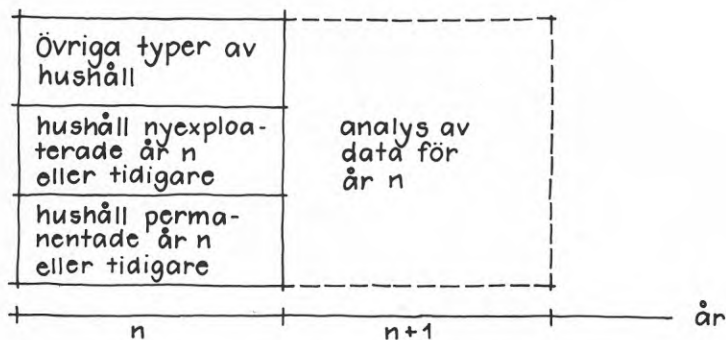 Övriga typer av
hushåll
hushåll nyexploa-
terade år n
eller tidigare
hushåll perma-
nentade år n
eller tidigare
analys av
data för
år n
n
n+1
år